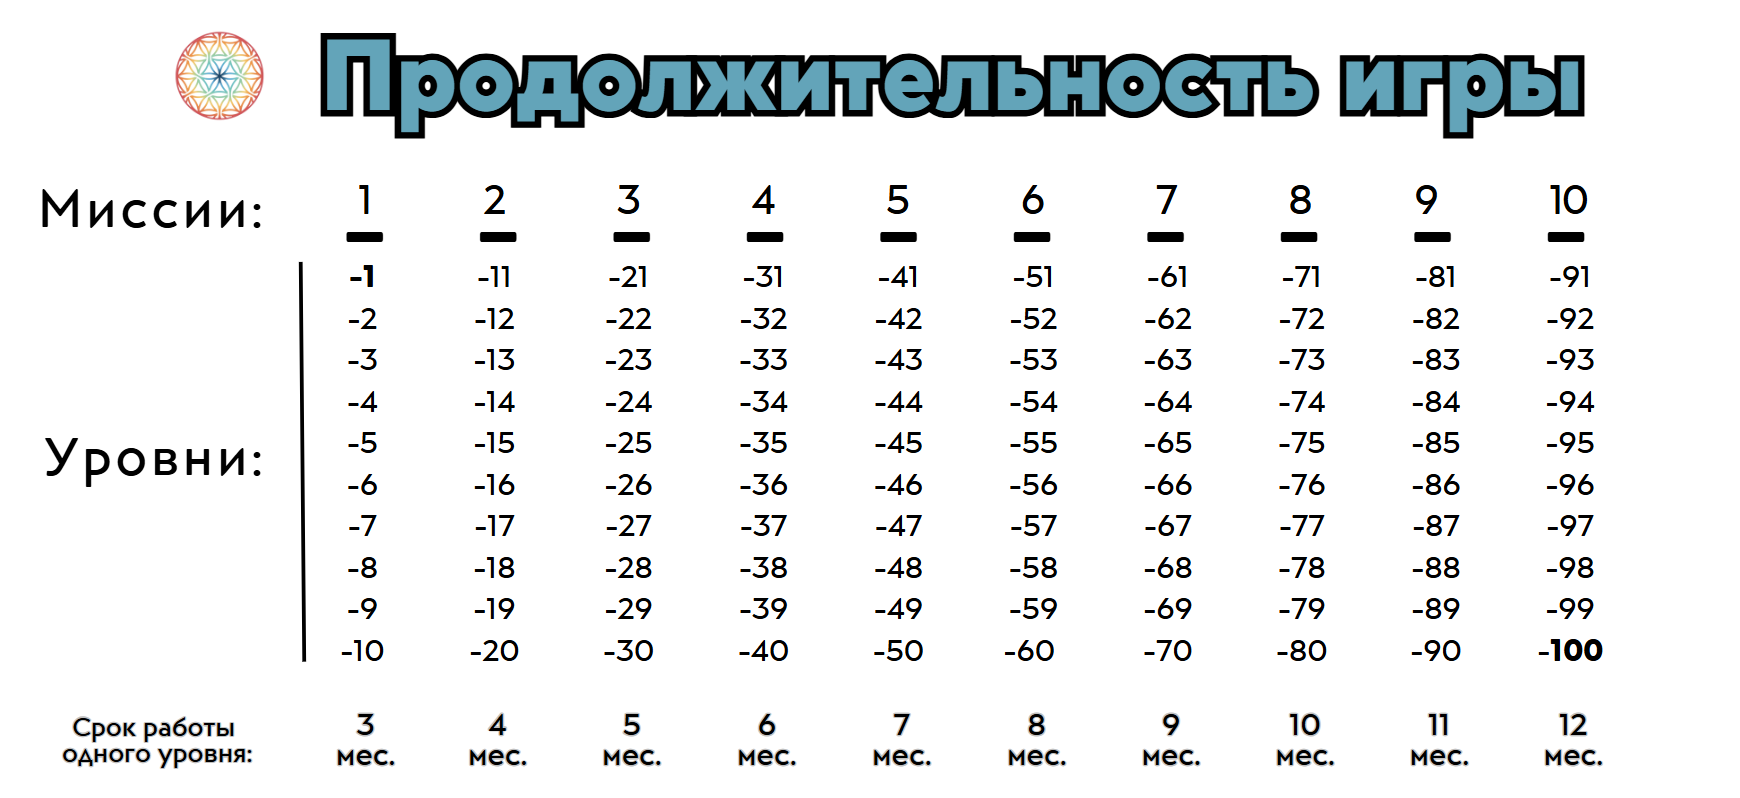 Продолжительность игры
Миссии: 1 2 3 4 5 6 7 8 9 10
-1 -11 -21 -31 -41 -51 -61 -71 -81 -91
-2 -12 -22 -32 -42 -52 -62 -72 -82 -92
-3 -13 -23 -33 -43 -53 -63 -73 -83 -93
-4 -14 -24 -34 -44 -54 -64 -74 -84 -94
Уровни: -5 -15 -25 -35 -45 -55 -65 -75 -85 -95
-6 -16 -26 -36 -46 -56 -66 -76 -86 -96
-7 -17 -27 -37 -47 -57 -67 -77 -87 -97
-8 -18 -28 -38 -48 -58 -68 -78 -88 -98
-9 -19 -29 -39 -49 -59 -69 -79 -89 -99
-10 -20 -30 -40 -50 -60 -70 -80 -90 -100
Срок работы 3 4 5 6 7 8 9 10 11 12
одного уровня: мес. мес. мес. мес. мес. мес. мес. мес. мес. мес.